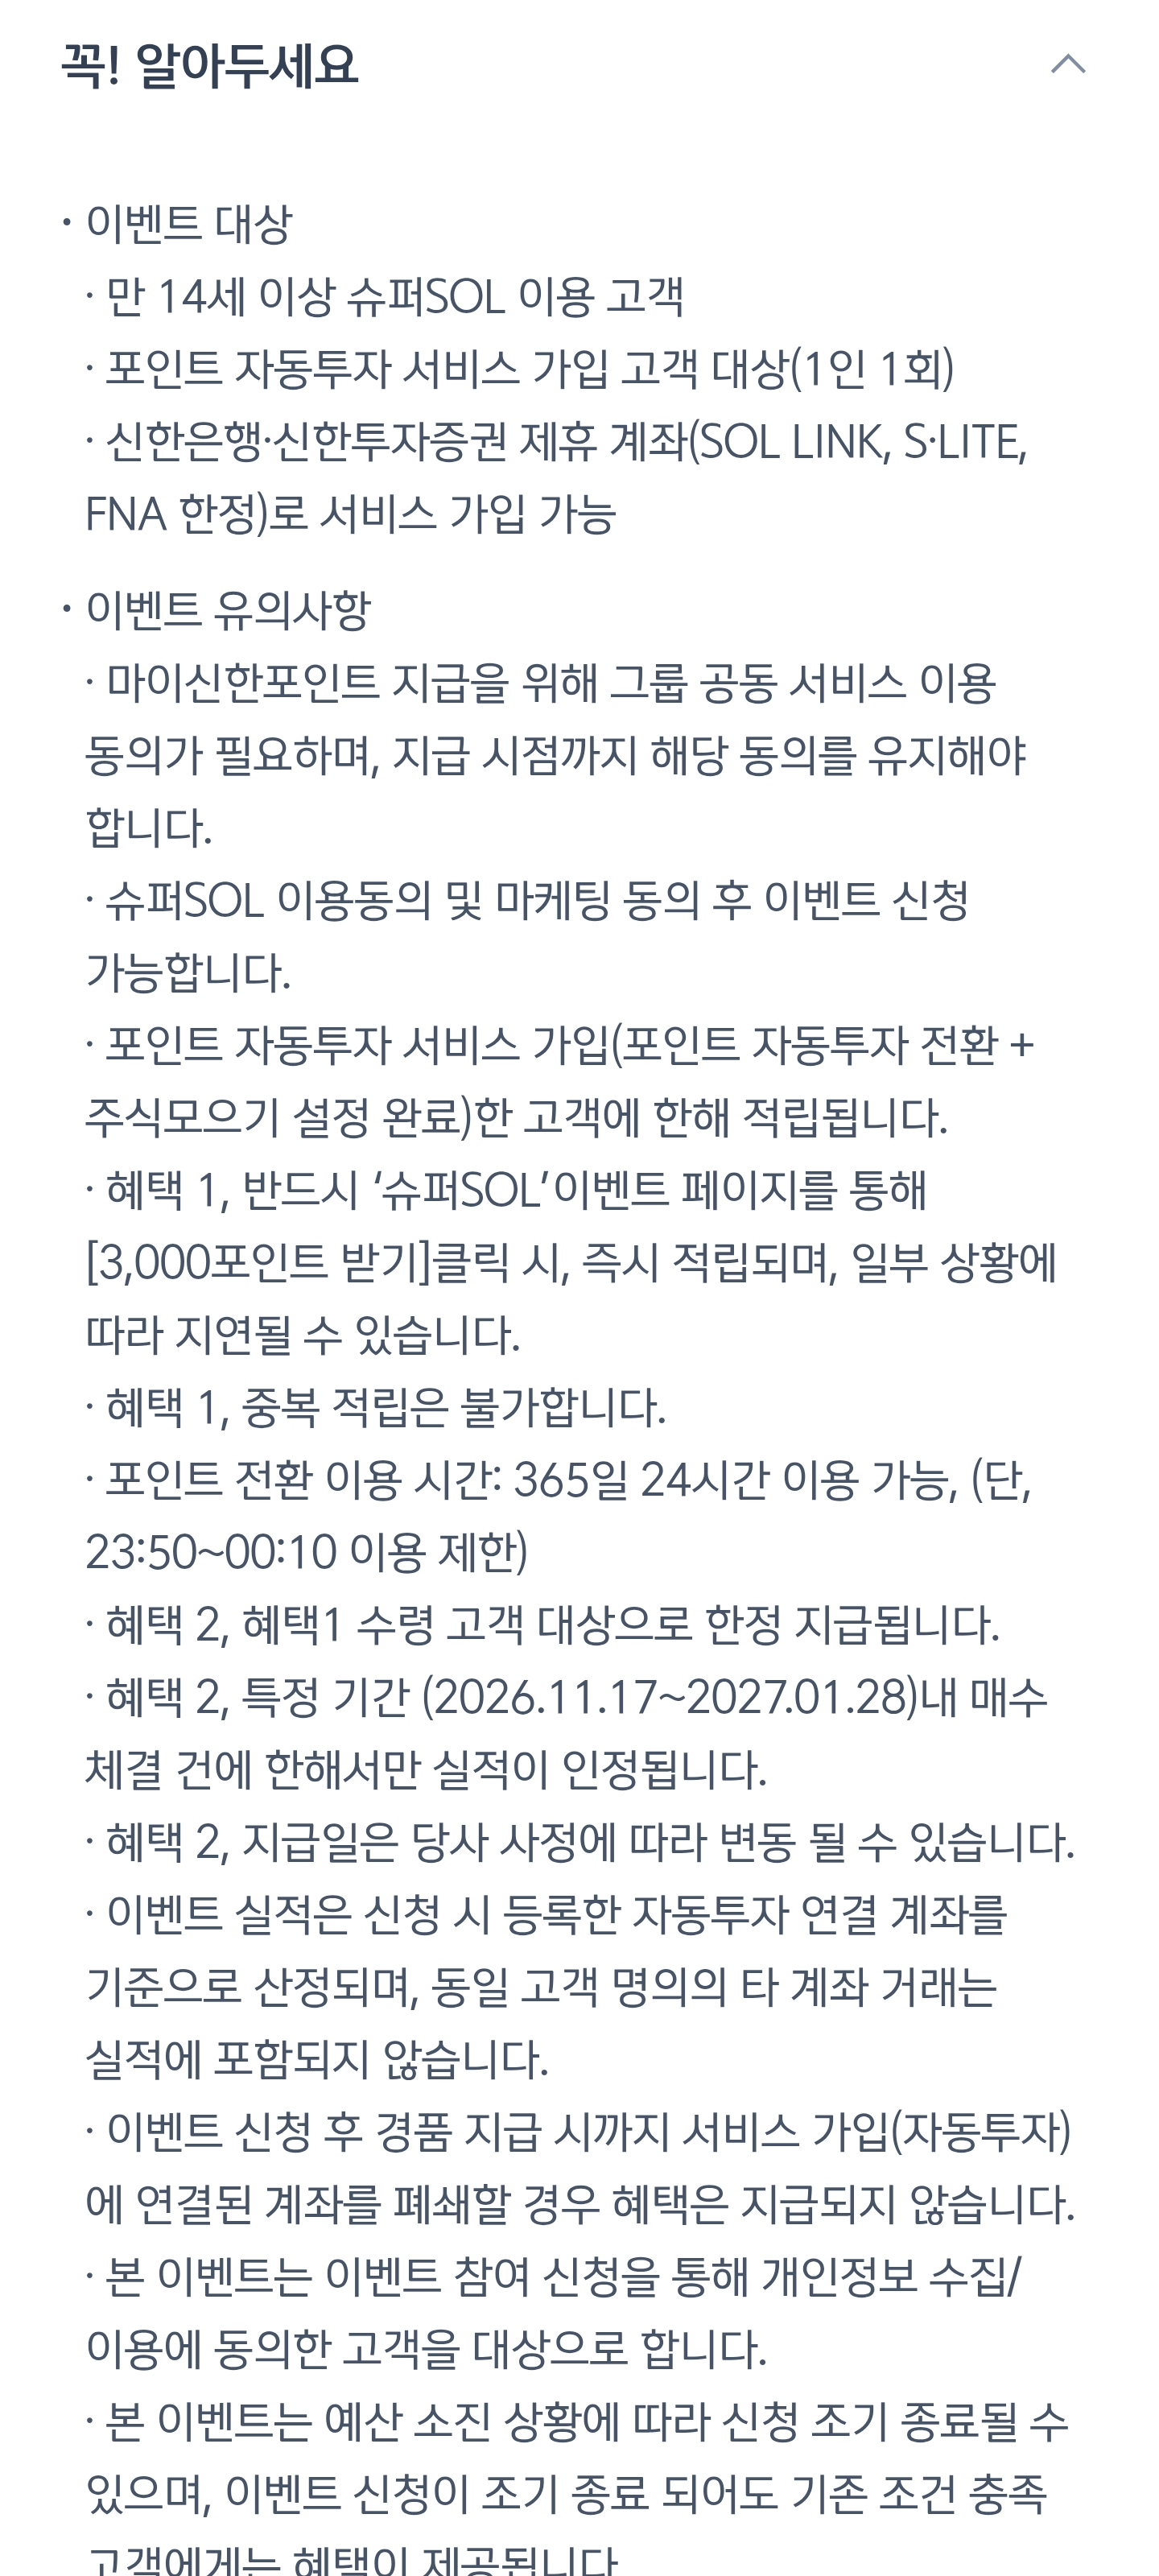 꼭! 알아두세요
· 이벤트 대상
· 만 14세 이상 슈퍼SOL 이용 고객
· 포인트 자동투자 서비스 가입 고객 대상(1인 1회)
· 신한은행·신한투자증권 제휴 계좌(SOL LINK, S·LITE,
FNA 한정)로 서비스 가입 가능
· 이벤트 유의사항
· 마이신한포인트 지급을 위해 그룹 공동 서비스 이용
동의가 필요하며, 지급 시점까지 해당 동의를 유지해야
합니다.
· 슈퍼SOL 이용동의 및 마케팅 동의 후 이벤트 신청
가능합니다.
· 포인트 자동투자 서비스 가입(포인트 자동투자 전환 +
주식모으기 설정 완료)한 고객에 한해 적립됩니다.
· 혜택 1, 반드시 ‘슈퍼SOL’이벤트 페이지를 통해
[3,000포인트 받기]클릭 시, 즉시 적립되며, 일부 상황에
따라 지연될 수 있습니다.
· 혜택 1, 중복 적립은 불가합니다.
· 포인트 전환 이용 시간: 365일 24시간 이용 가능, (단,
23:50~00:10 이용 제한)
· 혜택 2, 혜택1 수령 고객 대상으로 한정 지급됩니다.
· 혜택 2, 특정 기간 (2026.11.17~2027.01.28)내 매수
체결 건에 한해서만 실적이 인정됩니다.
· 혜택 2, 지급일은 당사 사정에 따라 변동 될 수 있습니다.
· 이벤트 실적은 신청 시 등록한 자동투자 연결 계좌를
기준으로 산정되며, 동일 고객 명의의 타 계좌 거래는
실적에 포함되지 않습니다.
· 이벤트 신청 후 경품 지급 시까지 서비스 가입(자동투자)
에 연결된 계좌를 폐쇄할 경우 혜택은 지급되지 않습니다.
· 본 이벤트는 이벤트 참여 신청을 통해 개인정보 수집/
이용에 동의한 고객을 대상으로 합니다.
· 본 이벤트는 예산 소진 상황에 따라 신청 조기 종료될 수
있으며, 이벤트 신청이 조기 종료 되어도 기존 조건 충족
고객에게는 혜택이 제공됩니다